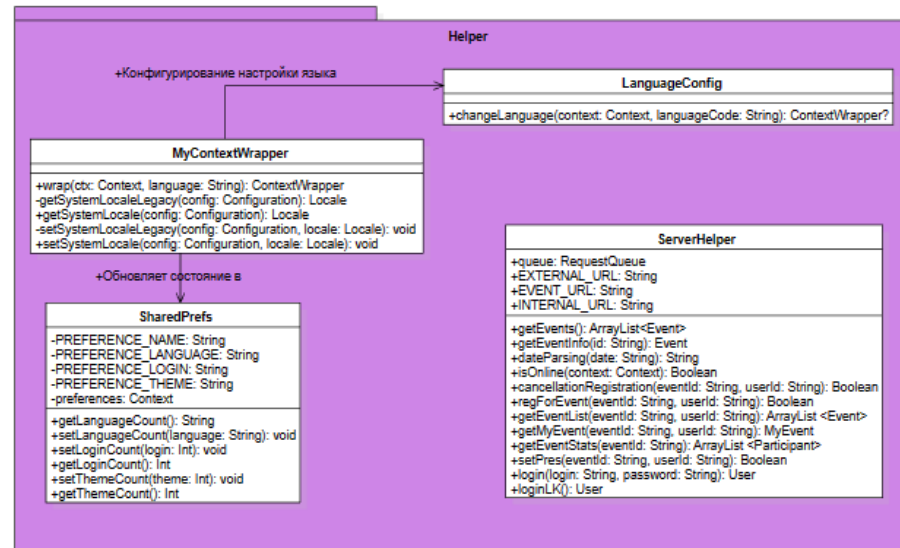 Helper
+Конфигурирование настройки языка
LanguageConfig
+changeLanguage(context: Context, languageCode: String): ContextWrapper?
MyContextWrapper
+wrap(ctx: Context, language: String): ContextWrapper
-getSystemLocaleLegacy(config: Configuration): Locale
+getSystemLocale(config: Configuration): Locale
-setSystemLocaleLegacy(config: Configuration, locale: Locale): void
+setSystemLocale(config: Configuration, locale: Locale): void
+Обновляет состояние в
SharedPrefs
-PREFERENCE_NAME: String
-PREFERENCE_LANGUAGE: String
-PREFERENCE_LOGIN: String
-PREFERENCE_THEME: String
-preferences: Context
+getLanguageCount(): String
+setLanguageCount(language: String): void
+setLoginCount(login: Int): void
+getLoginCount(): Int
+setThemeCount(theme: Int): void
+getThemeCount(): Int
ServerHelper
+queue: RequestQueue
+EXTERNAL_URL: String
+EVENT_URL: String
+INTERNAL_URL: String
+getEvents(): ArrayList<Event>
+getEventInfo(id: String): Event
+dateParsing(date: String): String
+isOnline(context: Context): Boolean
+cancellationRegistration(eventId: String, userId: String): Boolean
+regForEvent(eventId: String, userId: String): Boolean
+getEventList(eventId: String, userId: String): ArrayList <Event>
+getMyEvent(eventId: String, userId: String): MyEvent
+getEventStats(eventId: String): ArrayList <Participant>
+setPres(eventId: String, userId: String): Boolean
+login(login: String, password: String): User
+loginLK(): User